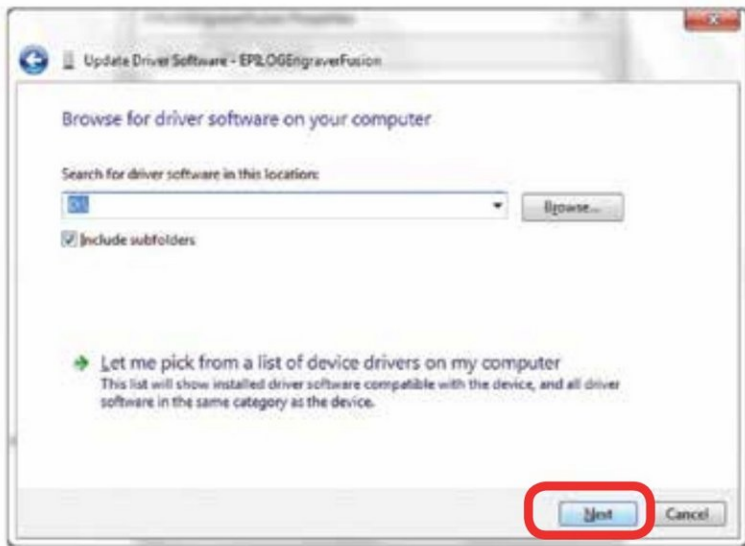 Update Driver Software - EPILOGEngraverFusion
Browse for driver software on your computer
Search for driver software in this location:
D:\
Browse...
Include subfolders
Let me pick from a list of device drivers on my computer
This list will show installed driver software compatible with the device, and all driver
software in the same category as the device.
Next
Cancel